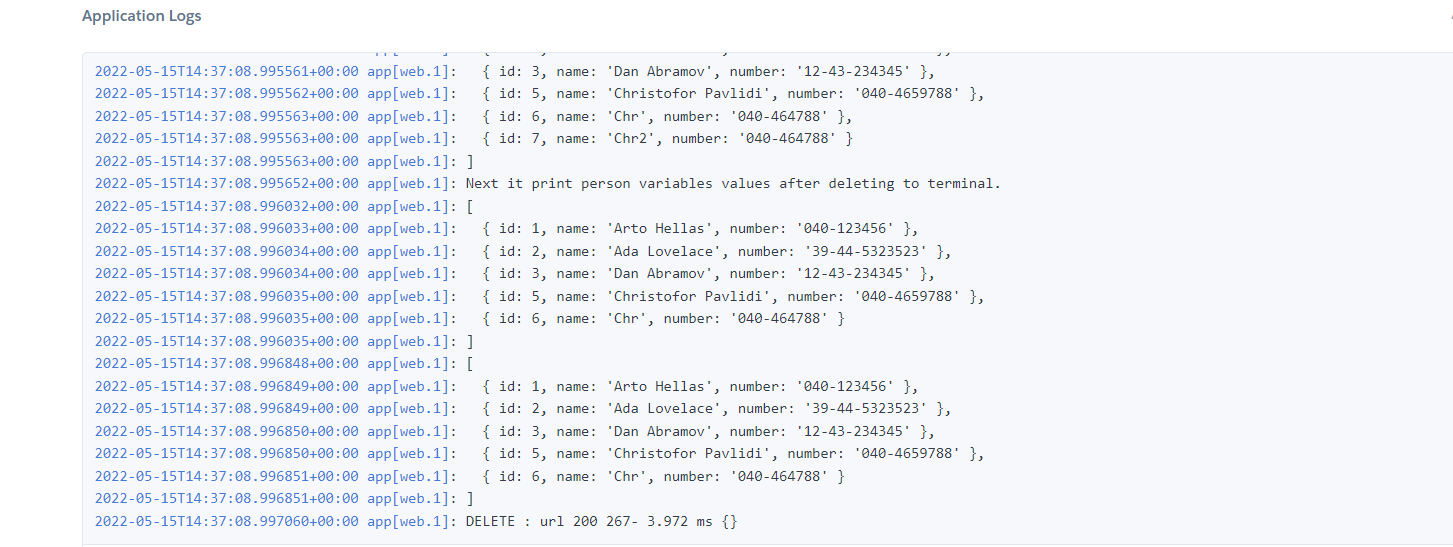 Application Logs
2022-05-15T14:37:08.995561+00:00 app[web.1]:   { id: 3, name: 'Dan Abramov', number: '12-43-234345' },
2022-05-15T14:37:08.995562+00:00 app[web.1]:   { id: 5, name: 'Christofor Pavlidi', number: '040-4659788' },
2022-05-15T14:37:08.995563+00:00 app[web.1]:   { id: 6, name: 'Chr', number: '040-464788' },
2022-05-15T14:37:08.995563+00:00 app[web.1]:   { id: 7, name: 'Chr2', number: '040-464788' }
2022-05-15T14:37:08.995563+00:00 app[web.1]: ]
2022-05-15T14:37:08.995652+00:00 app[web.1]: Next it print person variables values after deleting to terminal.
2022-05-15T14:37:08.996032+00:00 app[web.1]: [
2022-05-15T14:37:08.996033+00:00 app[web.1]:   { id: 1, name: 'Arto Hellas', number: '040-123456' },
2022-05-15T14:37:08.996034+00:00 app[web.1]:   { id: 2, name: 'Ada Lovelace', number: '39-44-5323523' },
2022-05-15T14:37:08.996034+00:00 app[web.1]:   { id: 3, name: 'Dan Abramov', number: '12-43-234345' },
2022-05-15T14:37:08.996035+00:00 app[web.1]:   { id: 5, name: 'Christofor Pavlidi', number: '040-4659788' },
2022-05-15T14:37:08.996035+00:00 app[web.1]:   { id: 6, name: 'Chr', number: '040-464788' }
2022-05-15T14:37:08.996035+00:00 app[web.1]: ]
2022-05-15T14:37:08.996848+00:00 app[web.1]: [
2022-05-15T14:37:08.996849+00:00 app[web.1]:   { id: 1, name: 'Arto Hellas', number: '040-123456' },
2022-05-15T14:37:08.996849+00:00 app[web.1]:   { id: 2, name: 'Ada Lovelace', number: '39-44-5323523' },
2022-05-15T14:37:08.996850+00:00 app[web.1]:   { id: 3, name: 'Dan Abramov', number: '12-43-234345' },
2022-05-15T14:37:08.996850+00:00 app[web.1]:   { id: 5, name: 'Christofor Pavlidi', number: '040-4659788' },
2022-05-15T14:37:08.996851+00:00 app[web.1]:   { id: 6, name: 'Chr', number: '040-464788' }
2022-05-15T14:37:08.996851+00:00 app[web.1]: ]
2022-05-15T14:37:08.997060+00:00 app[web.1]: DELETE : url 200 267- 3.972 ms {}